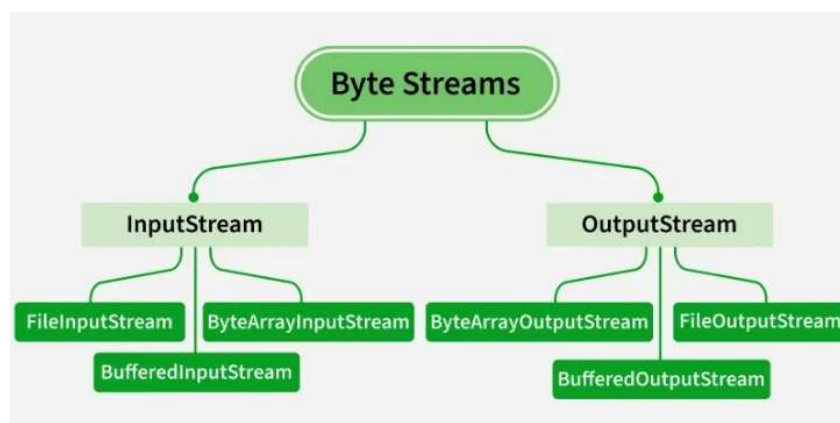 Byte Streams
InputStream
OutputStream
FileInputStream
ByteArrayInputStream
ByteArrayOutputStream
FileOutputStream
BufferedInputStream
BufferedOutputStream